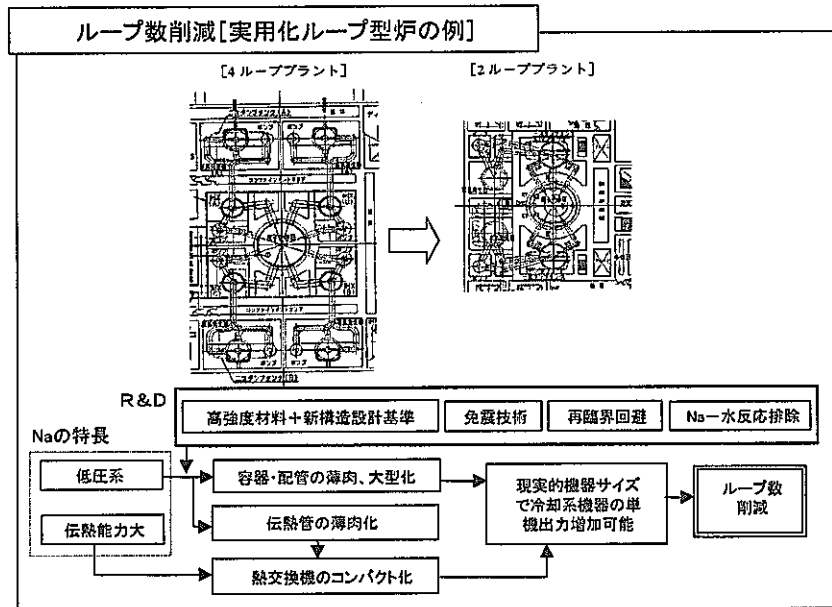 ループ数削減[実用化ループ型炉の例]
[4ループプラント]
[2ループプラント]
R&D
高強度材料＋新構造設計基準
免震技術
再臨界回避
Na－水反応排除
Naの特長
低圧系
伝熱能力大
容器・配管の薄肉、大型化
伝熱管の薄肉化
熱交換機のコンパクト化
現実的機器サイズ
で冷却系機器の単
機出力増加可能
ループ数
削減